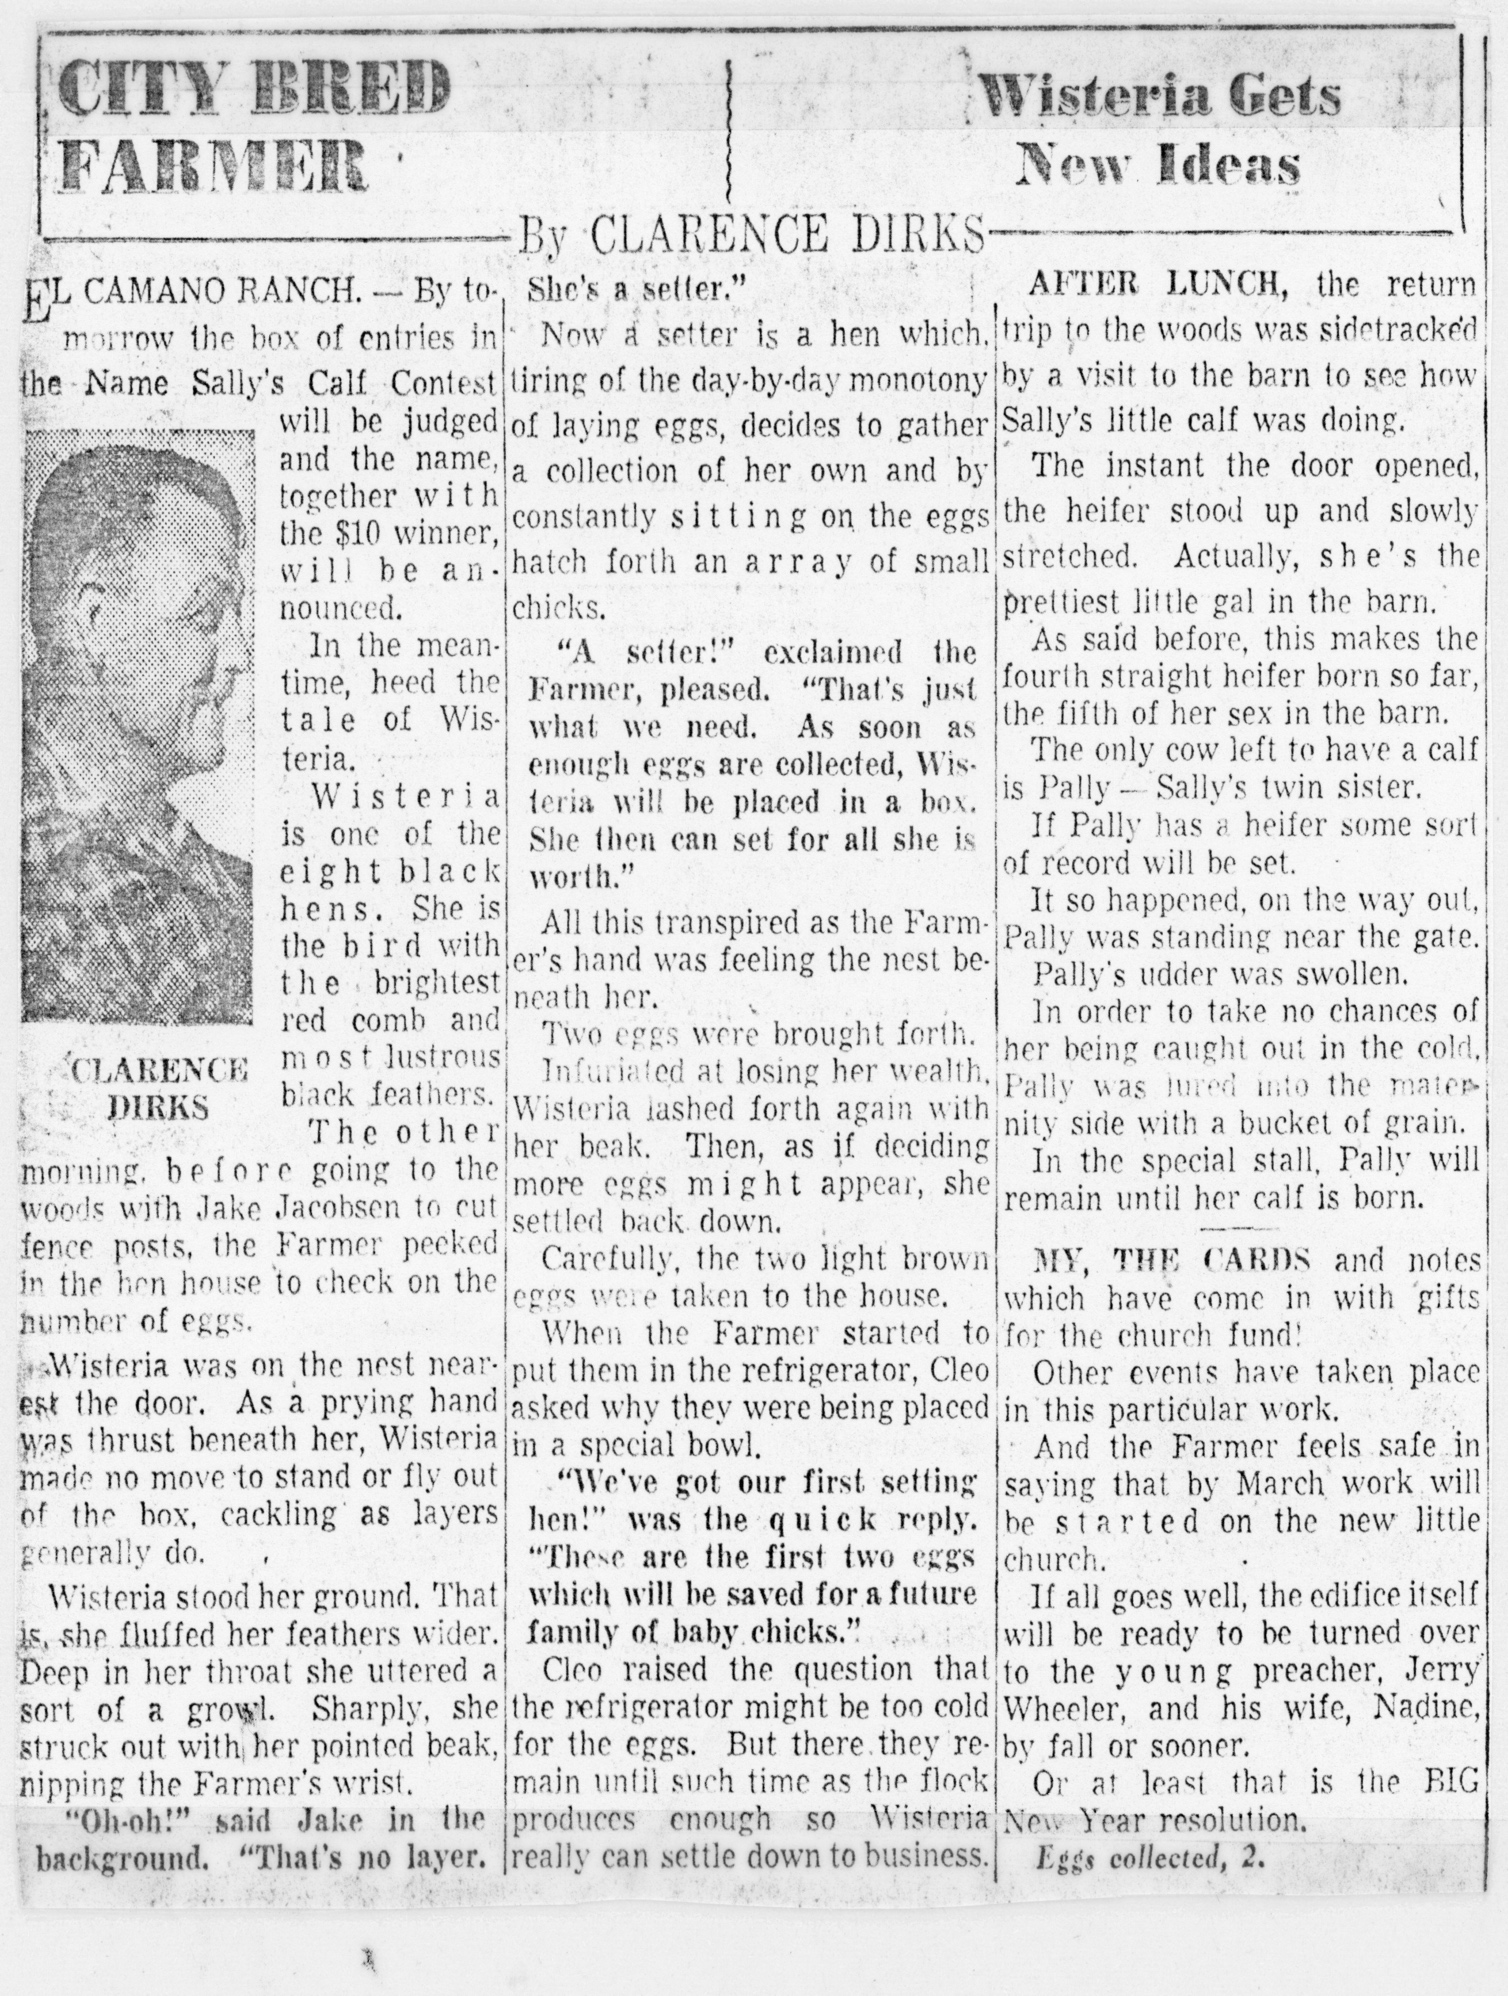 CITY BRED
FARMER
Wisteria Gets
New Ideas
By CLARENCE DIRKS
EL CAMANO RANCH. — By to-
morrow the box of entries in
the Name Sally's Calf Contest
will be judged
and the name,
together with
the $10 winner,
will be an-
nounced.
In the mean-
time, heed the
tale of Wis-
teria.
Wisteria
is one of the
eight black
hens. She is
the bird with
the brightest
red comb and
most lustrous
black feathers.
The other
CLARENCE
DIRKS
morning, before going to the
woods with Jake Jacobsen to cut
fence posts, the Farmer peeked
in the hen house to check on the
number of eggs.
Wisteria was on the nest near-
est the door. As a prying hand
was thrust beneath her, Wisteria
made no move to stand or fly out
of the box, cackling as layers
generally do.
Wisteria stood her ground. That
is, she fluffed her feathers wider.
Deep in her throat she uttered a
sort of a growl. Sharply, she
struck out with her pointed beak,
nipping the Farmer's wrist.
"Oh-oh!" said Jake in the
background. "That's no layer.
She's a setter."
Now a setter is a hen which,
tiring of the day-by-day monotony
of laying eggs, decides to gather
a collection of her own and by
constantly sitting on the eggs
hatch forth an array of small
chicks.
"A setter!" exclaimed the
Farmer, pleased. "That's just
what we need. As soon as
enough eggs are collected, Wis-
teria will be placed in a box.
She then can set for all she is
worth."
All this transpired as the Farm-
er's hand was feeling the nest be-
neath her.
Two eggs were brought forth.
Infuriated at losing her wealth,
Wisteria lashed forth again with
her beak. Then, as if deciding
more eggs might appear, she
settled back down.
Carefully, the two light brown
eggs were taken to the house.
When the Farmer started to
put them in the refrigerator, Cleo
asked why they were being placed
in a special bowl.
"We've got our first setting
hen!" was the quick reply.
"These are the first two eggs
which will be saved for a future
family of baby chicks."
Cleo raised the question that
the refrigerator might be too cold
for the eggs. But there they re-
main until such time as the flock
produces enough so Wisteria
really can settle down to business.
AFTER LUNCH, the return
trip to the woods was sidetracked
by a visit to the barn to see how
Sally's little calf was doing.
The instant the door opened,
the heifer stood up and slowly
stretched. Actually, she's the
prettiest little gal in the barn.
As said before, this makes the
fourth straight heifer born so far,
the fifth of her sex in the barn.
The only cow left to have a calf
is Pally — Sally's twin sister.
If Pally has a heifer some sort
of record will be set.
It so happened, on the way out,
Pally was standing near the gate.
Pally's udder was swollen.
In order to take no chances of
her being caught out in the cold,
Pally was lured into the mater-
nity side with a bucket of grain.
In the special stall, Pally will
remain until her calf is born.
MY, THE CARDS and notes
which have come in with gifts
for the church fund!
Other events have taken place
in this particular work.
And the Farmer feels safe in
saying that by March work will
be started on the new little
church.
If all goes well, the edifice itself
will be ready to be turned over
to the young preacher, Jerry
Wheeler, and his wife, Nadine,
by fall or sooner.
Or at least that is the BIG
New Year resolution.
Eggs collected, 2.